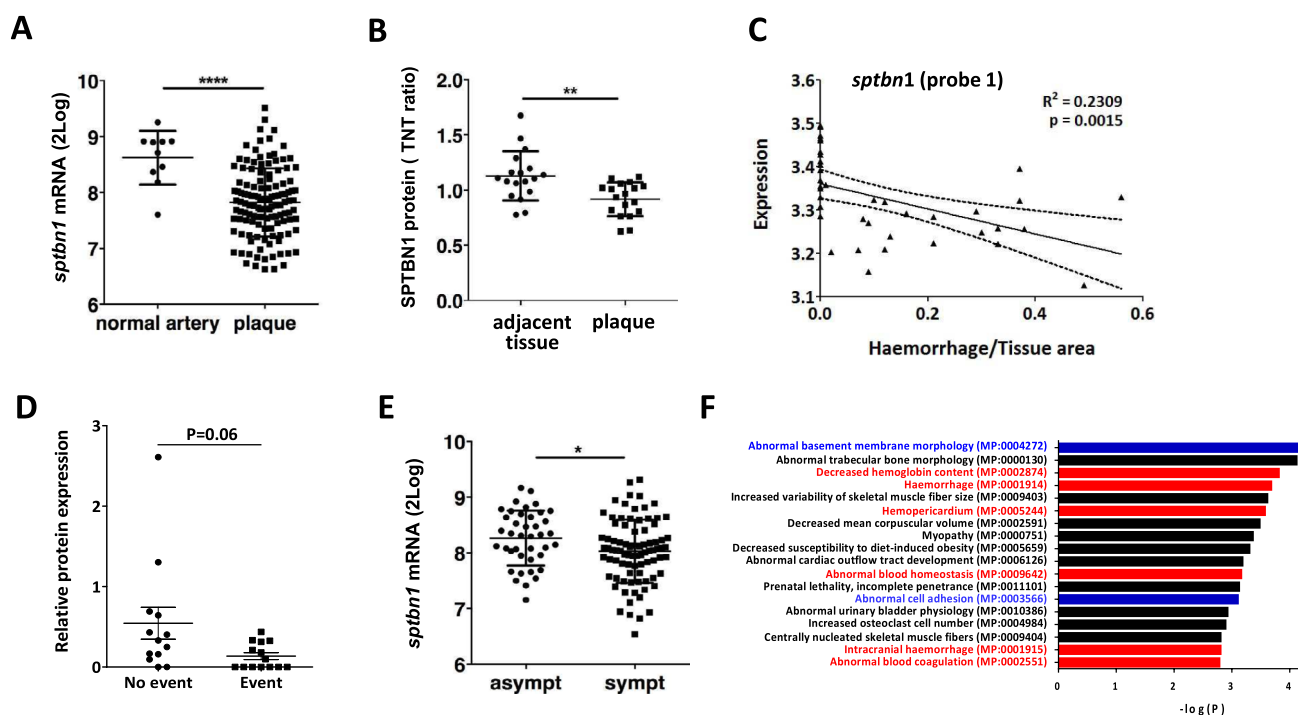 A
sptbn1 mRNA (2Log)
10
9
8
7
6
****
normal artery
plaque
B
SPTBN1 protein ( TNT ratio)
2.0
1.5
1.0
0.5
0.0
**
adjacent
tissue
plaque
C
sptbn1 (probe 1)
R² = 0.2309
p = 0.0015
Expression
3.6
3.5
3.4
3.3
3.2
3.1
0.0
0.2
0.4
0.6
Haemorrhage/Tissue area
D
Relative protein expression
3
2
1
0
P=0.06
No event
Event
E
sptbn1 mRNA (2Log)
10
9
8
7
6
*
asympt
sympt
F
Abnormal basement membrane morphology (MP:0004272)
Abnormal trabecular bone morphology (MP:0000130)
Decreased hemoglobin content (MP:0002874)
Haemorrhage (MP:0001914)
Increased variability of skeletal muscle fiber size (MP:0009403)
Hemopericardium (MP:0005244)
Decreased mean corpuscular volume (MP:0002591)
Myopathy (MP:0000751)
Decreased susceptibility to diet-induced obesity (MP:0005659)
Abnormal cardiac outflow tract development (MP:0006126)
Abnormal blood homeostasis (MP:0009642)
Prenatal lethality, incomplete penetrance (MP:0011101)
Abnormal cell adhesion (MP:0003566)
Abnormal urinary bladder physiology (MP:0010386)
Increased osteoclast cell number (MP:0004984)
Centrally nucleated skeletal muscle fibers (MP:0009404)
Intracranial haemorrhage (MP:0001915)
Abnormal blood coagulation (MP:0002551)
0
1
2
3
4
-log(P)